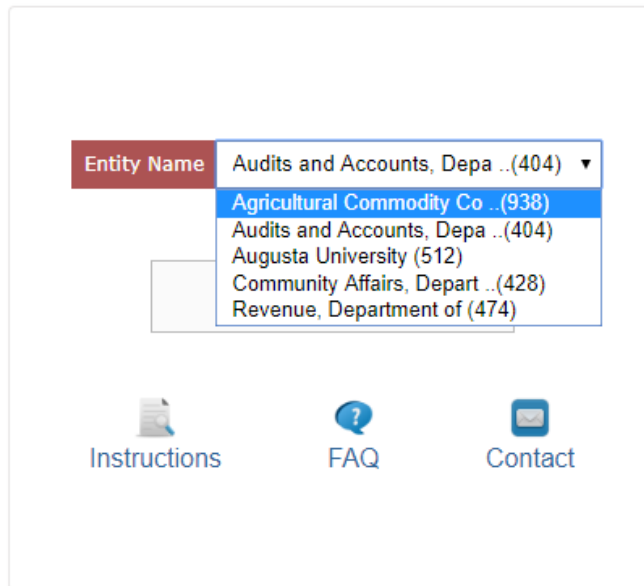 Entity Name Audits and Accounts, Depa ..(404)
Agricultural Commodity Co ..(938)
Audits and Accounts, Depa ..(404)
Augusta University (512)
Community Affairs, Depart ..(428)
Revenue, Department of (474)
Instructions FAQ Contact